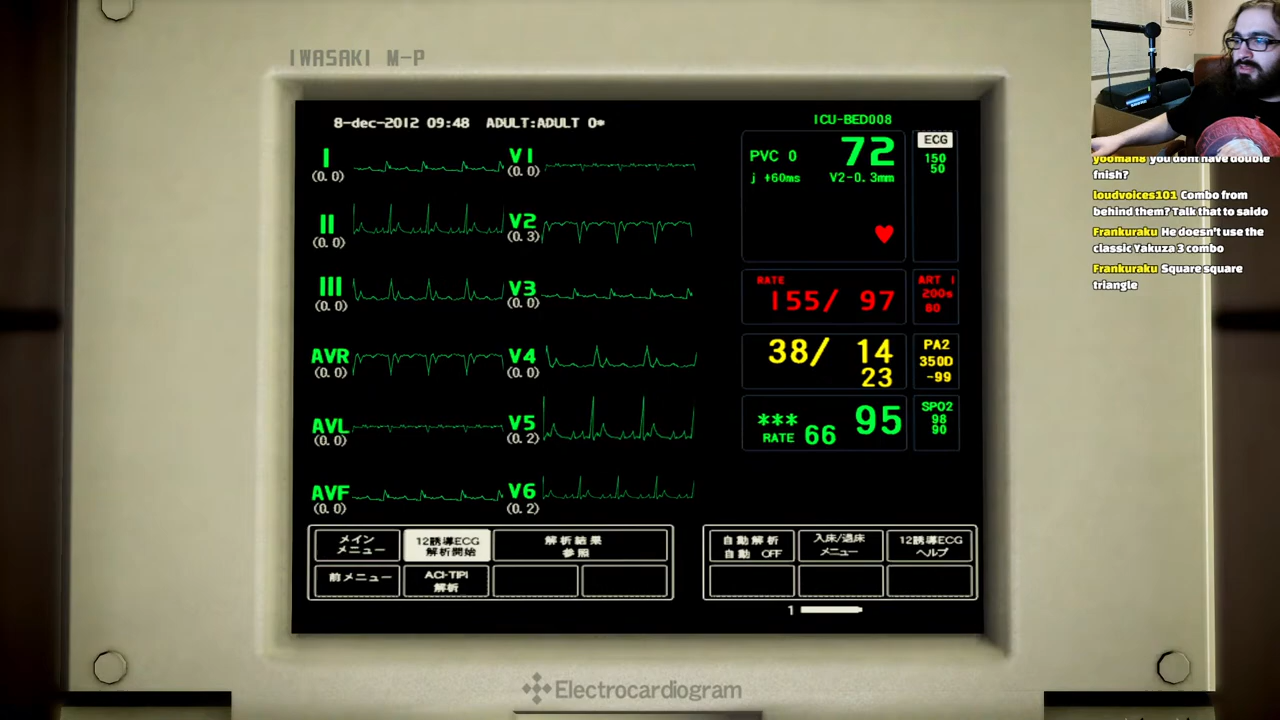 IWASAKI M-P
8-dec-2012 09:48 ADULT:ADULT 0*
ICU-BED008
I
(0.0)
V1
(0.0)
II
(0.0)
V2
(0.3)
III
(0.0)
V3
(0.0)
AVR
(0.0)
V4
(0.0)
AVL
(0.0)
V5
(0.2)
AVF
(0.0)
V6
(0.2)
PVC 0
72
j +60ms
V2-0.3mm
ECG
150
50
RATE
155/ 97
ART 1
200s
80
38/ 14
23
PA2
350D
-99
***
95
RATE 66
SPO2
98
90
メイン
メニュー
12誘導ECG
解析開始
解析結果
参照
前メニュー
ACI-TIPI
解析
自動解析
自動 OFF
入床/退床
メニュー
12誘導ECG
ヘルプ
1
Electrocardiogram
yooman8 you dont have double
fnish?
loudvoices101 Combo from
behind them? Talk that to saido
Frankuraku He doesn't use the
classic Yakuza 3 combo
Frankuraku Square square
triangle